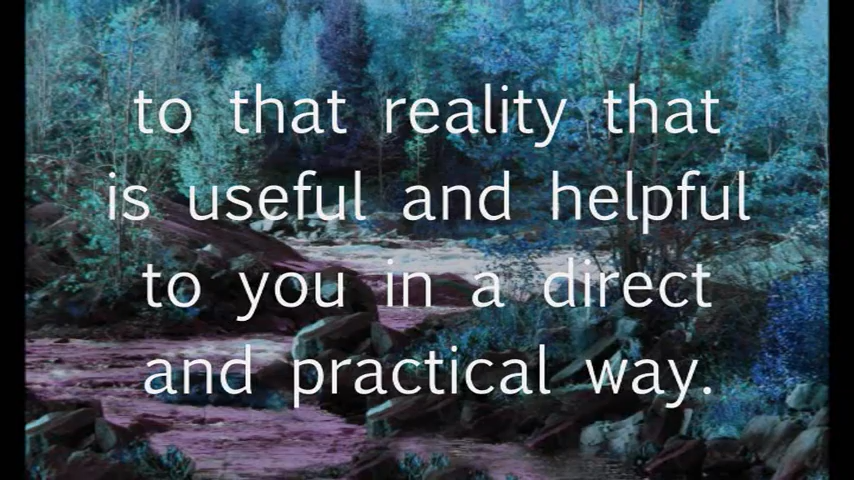 to that reality that
is useful and helpful
to you in a direct
and practical way.